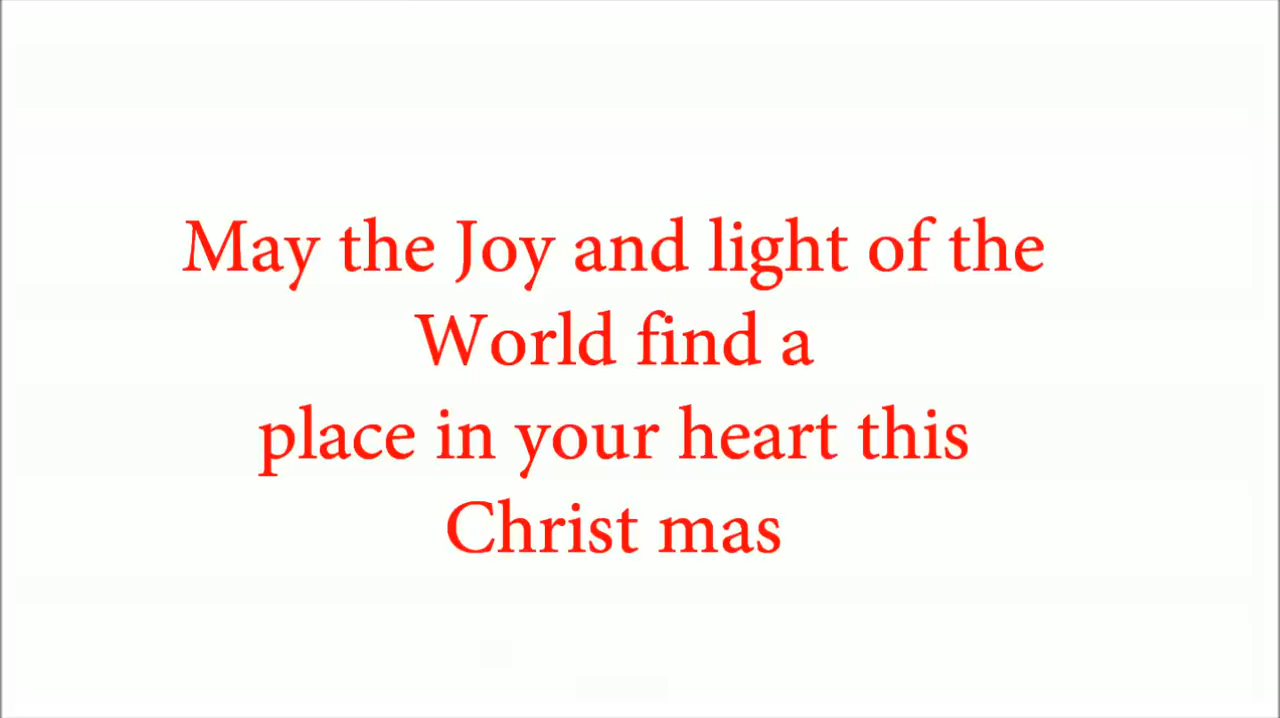 May the Joy and light of the
World find a
place in your heart this
Christ mas